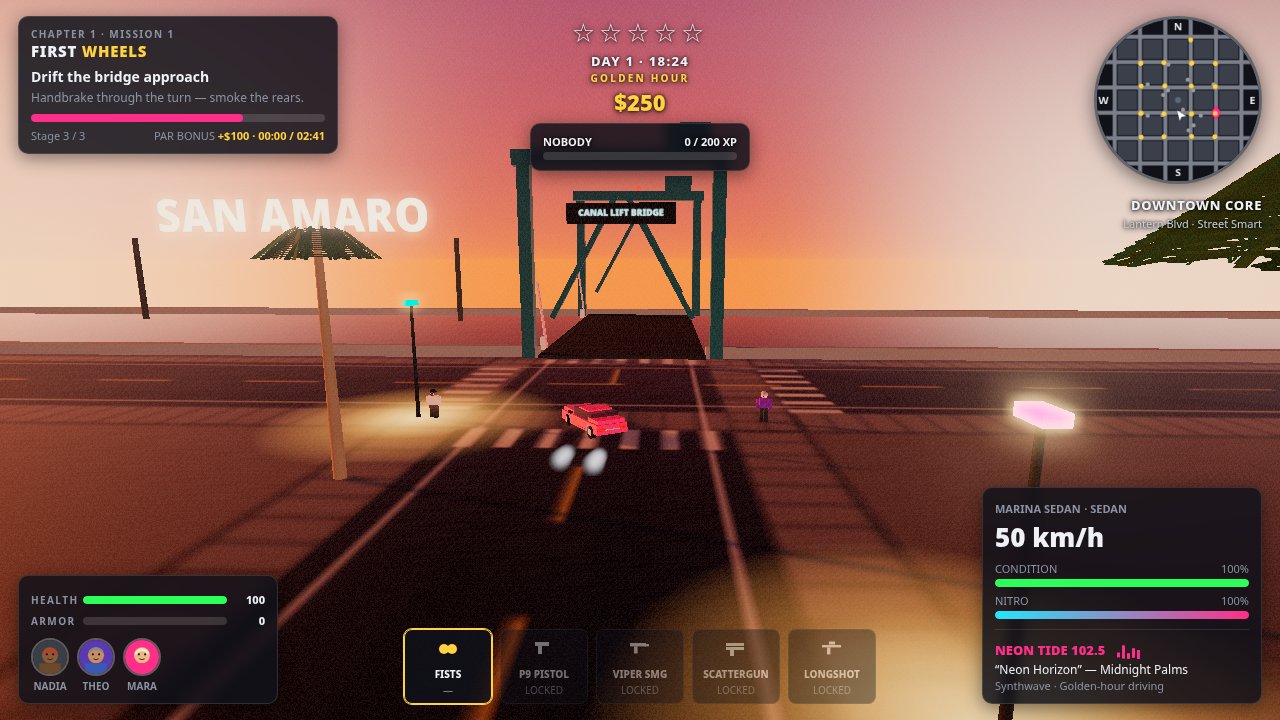 CHAPTER 1 · MISSION 1
FIRST WHEELS
Drift the bridge approach
Handbrake through the turn — smoke the rears.
Stage 3 / 3
PAR BONUS +$100 · 00:00 / 02:41
☆ ☆ ☆ ☆ ☆
DAY 1 · 18:24
GOLDEN HOUR
$250
NOBODY
0 / 200 XP
N
W
E
S
DOWNTOWN CORE
Lantern Blvd · Street Smart
SAN AMARO
CANAL LIFT BRIDGE
HEALTH
100
ARMOR
0
NADIA
THEO
MARA
FISTS
—
P9 PISTOL
LOCKED
VIPER SMG
LOCKED
SCATTERGUN
LOCKED
LONGSHOT
LOCKED
MARINA SEDAN · SEDAN
50 km/h
CONDITION
100%
NITRO
100%
NEON TIDE 102.5
“Neon Horizon” — Midnight Palms
Synthwave · Golden-hour driving